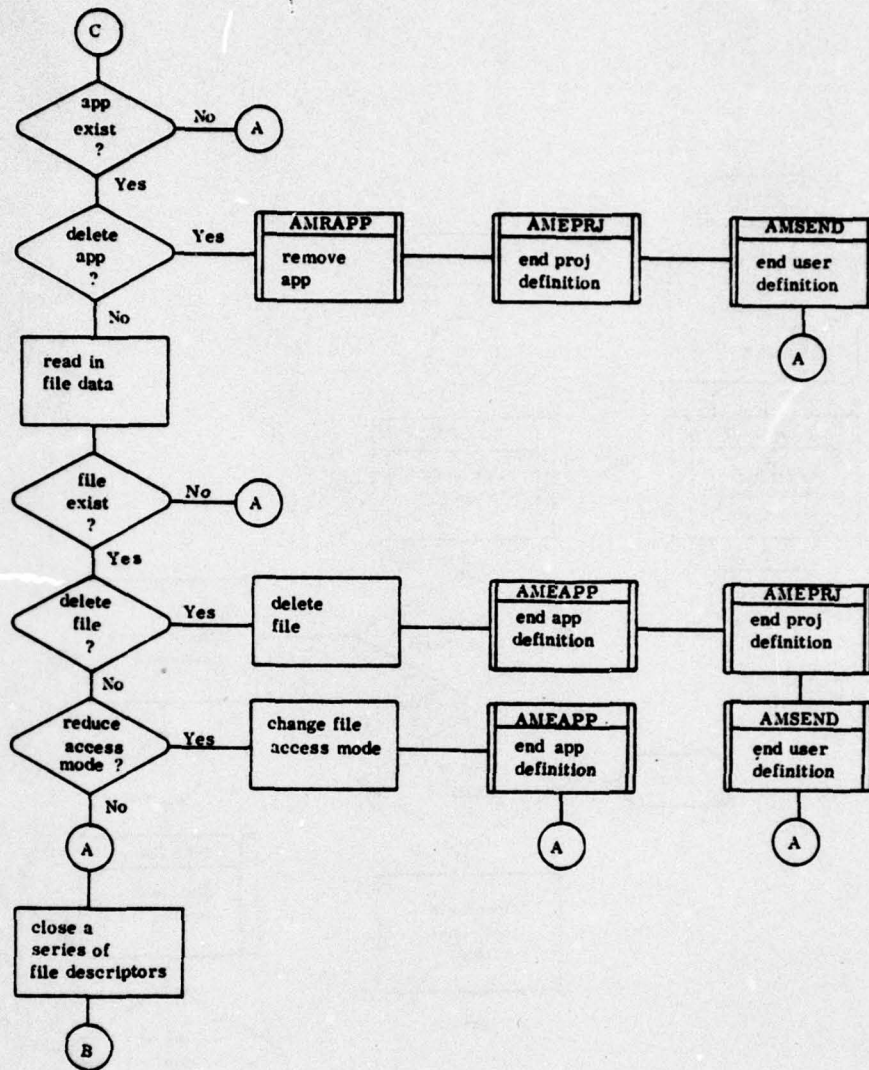 C
app
exist
?
No
A
Yes
delete
app
?
Yes
AMRAPP
remove
app
AMEPRJ
end proj
definition
AMSEND
end user
definition
A
No
read in
file data
file
exist
?
No
A
Yes
delete
file
?
Yes
delete
file
AMEAPP
end app
definition
AMEPRJ
end proj
definition
No
reduce
access
mode ?
Yes
change file
access mode
AMEAPP
end app
definition
AMSEND
end user
definition
No
A
A
A
close a
series of
file descriptors
B